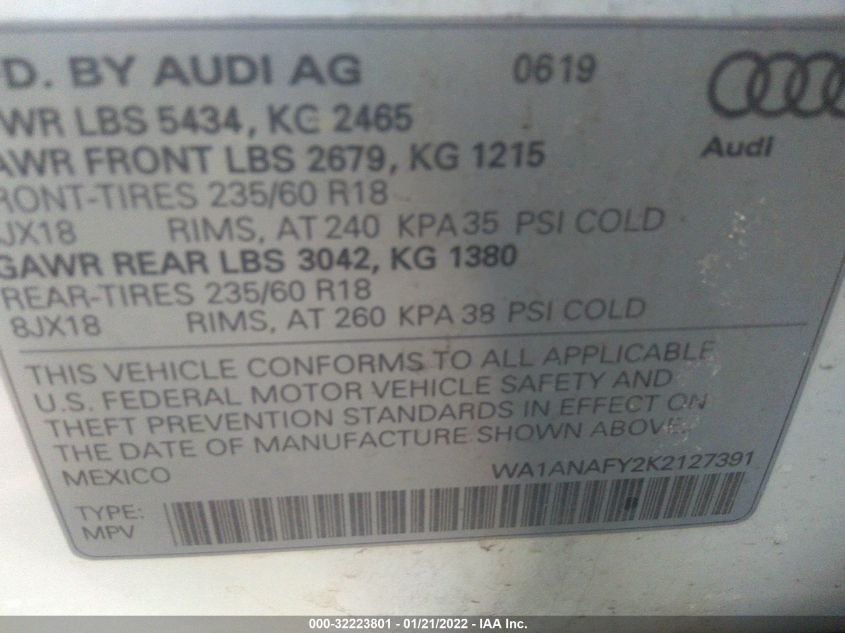 D. BY AUDI AG 0619
WR LBS 5434, KG 2465
AWR FRONT LBS 2679, KG 1215
Audi
RONT-TIRES 235/60 R18
JX18 RIMS, AT 240 KPA 35 PSI COLD
GAWR REAR LBS 3042, KG 1380
REAR-TIRES 235/60 R18
8JX18 RIMS, AT 260 KPA 38 PSI COLD
THIS VEHICLE CONFORMS TO ALL APPLICABLE
U.S. FEDERAL MOTOR VEHICLE SAFETY AND
THEFT PREVENTION STANDARDS IN EFFECT ON
THE DATE OF MANUFACTURE SHOWN ABOVE.
MEXICO WA1ANAFY2K2127391
TYPE:
MPV
000-32223801 - 01/21/2022 - IAA Inc.